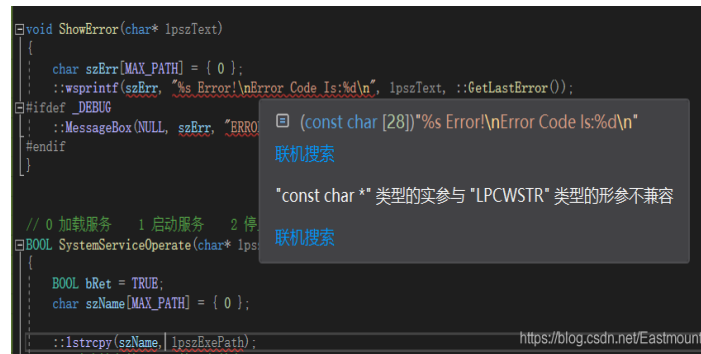 void ShowError(char* lpszText)
{
char szErr[MAX_PATH] = { 0 };
::wsprintf(szErr, "%s Error!\nError Code Is:%d\n", lpszText, ::GetLastError());
#ifdef _DEBUG
::MessageBox(NULL, szErr, "ERRO
#endif
}
(const char [28])"%s Error!\nError Code Is:%d\n"
联机搜索
"const char *" 类型的实参与 "LPCWSTR" 类型的形参不兼容
联机搜索
// 0 加载服务 1 启动服务 2 停
BOOL SystemServiceOperate(char* lps
{
BOOL bRet = TRUE;
char szName[MAX_PATH] = { 0 };
::lstrcpy(szName, lpszExePath);
https://blog.csdn.net/Eastmount